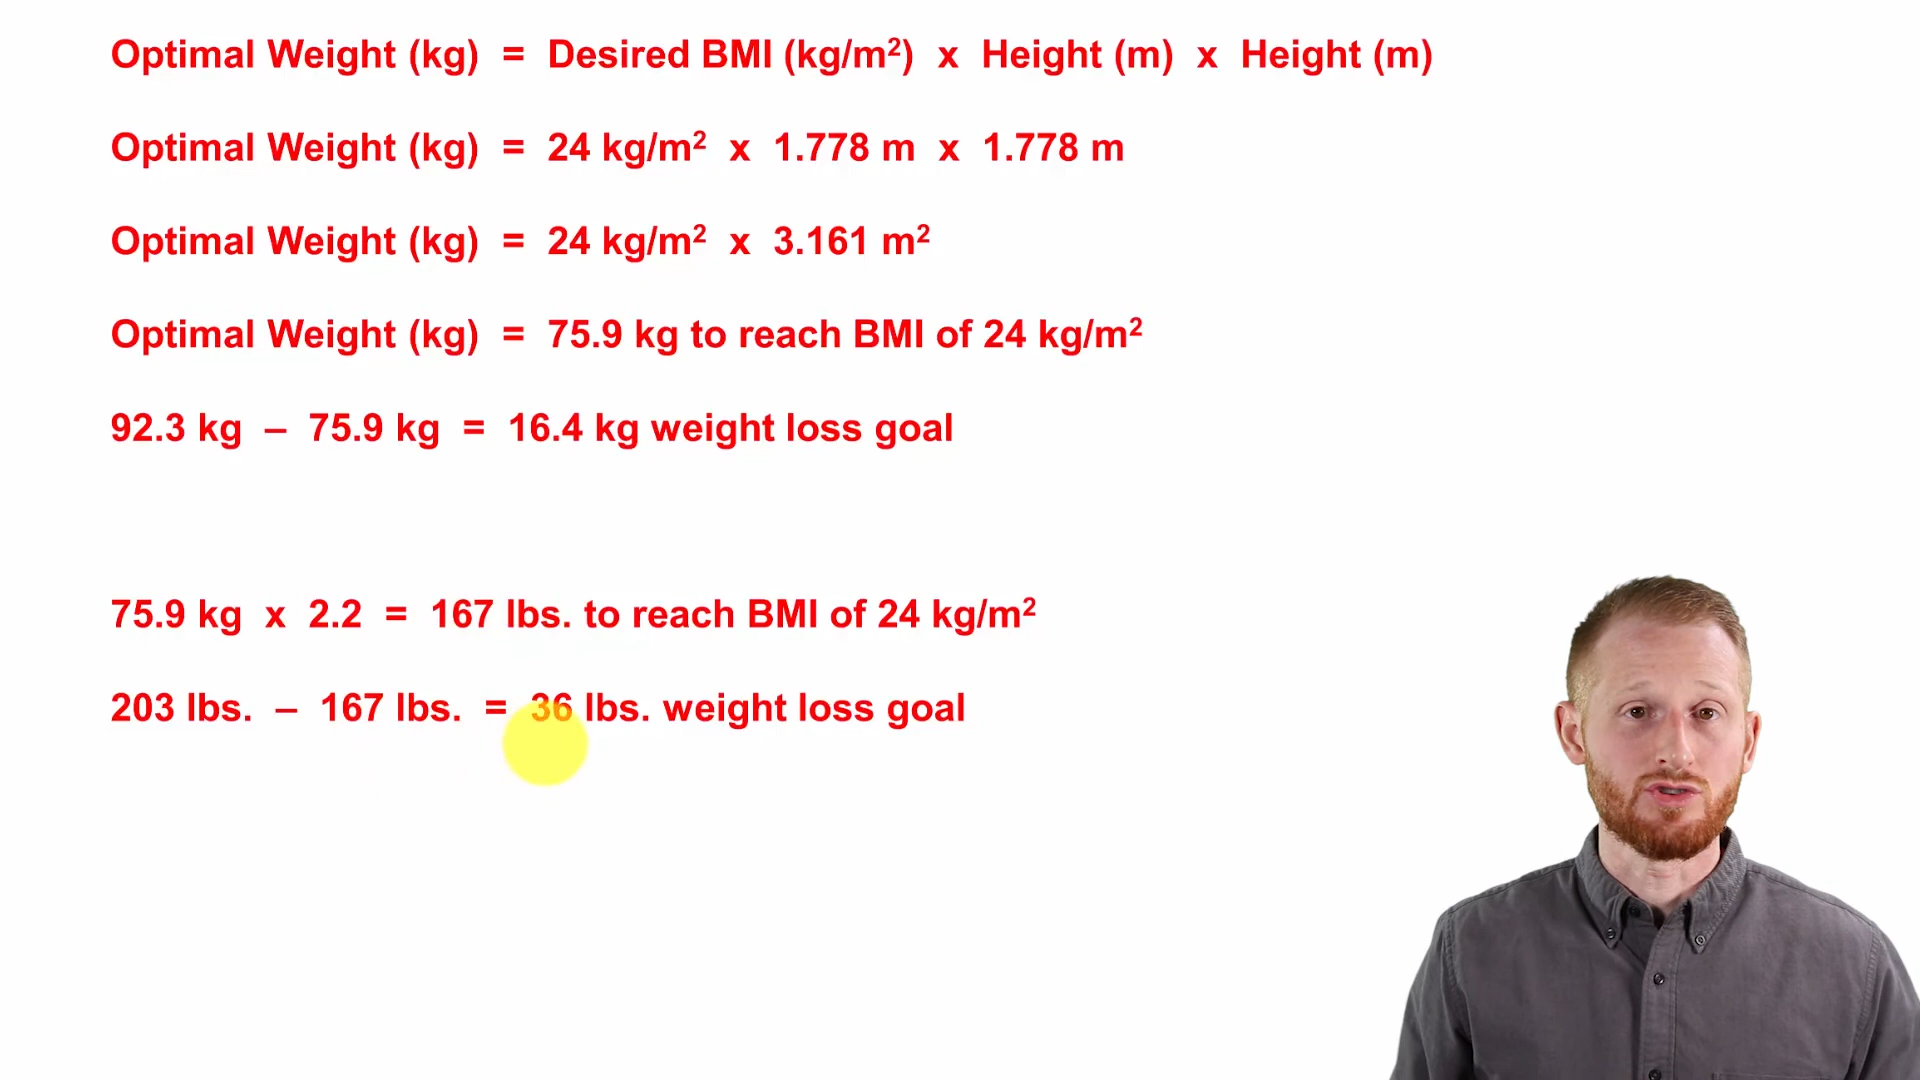 Optimal Weight (kg) = Desired BMI (kg/m²) x Height (m) x Height (m)
Optimal Weight (kg) = 24 kg/m² x 1.778 m x 1.778 m
Optimal Weight (kg) = 24 kg/m² x 3.161 m²
Optimal Weight (kg) = 75.9 kg to reach BMI of 24 kg/m²
92.3 kg – 75.9 kg = 16.4 kg weight loss goal
75.9 kg x 2.2 = 167 lbs. to reach BMI of 24 kg/m²
203 lbs. – 167 lbs. = 36 lbs. weight loss goal